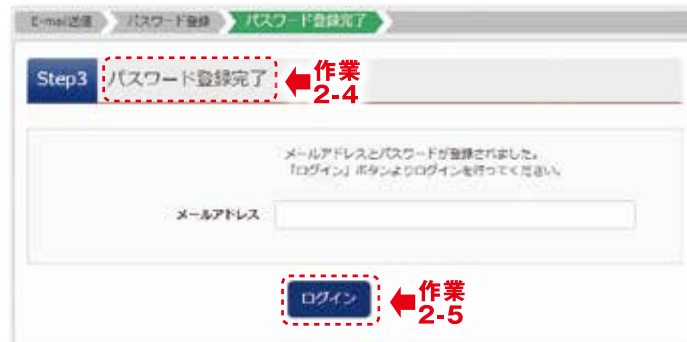 E-mail送信 パスワード登録 パスワード登録完了
Step3 パスワード登録完了 作業
2-4
メールアドレスとパスワードが登録されました。
「ログイン」ボタンよりログインを行ってください。
メールアドレス
ログイン 作業
2-5